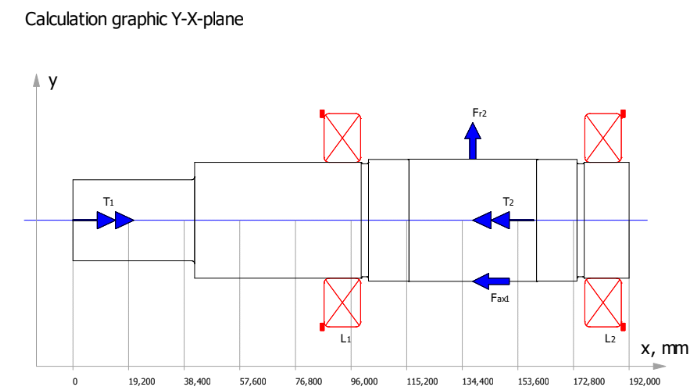 Calculation graphic Y-X-plane
y
Fr2
T1
T2
Fax1
L1
L2
x, mm
0 19,200 38,400 57,600 76,800 96,000 115,200 134,400 153,600 172,800 192,000